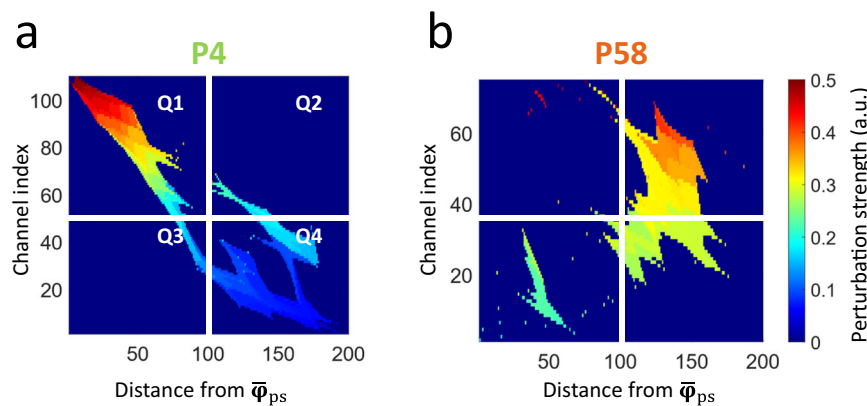 a
P4
Channel index
100
80
60
40
20
Q1
Q2
Q3
Q4
50
100
150
200
Distance from φ̅ps
b
P58
Channel index
60
40
20
50
100
150
200
Distance from φ̅ps
0.5
0.4
0.3
0.2
0.1
0
Perturbation strength (a.u.)